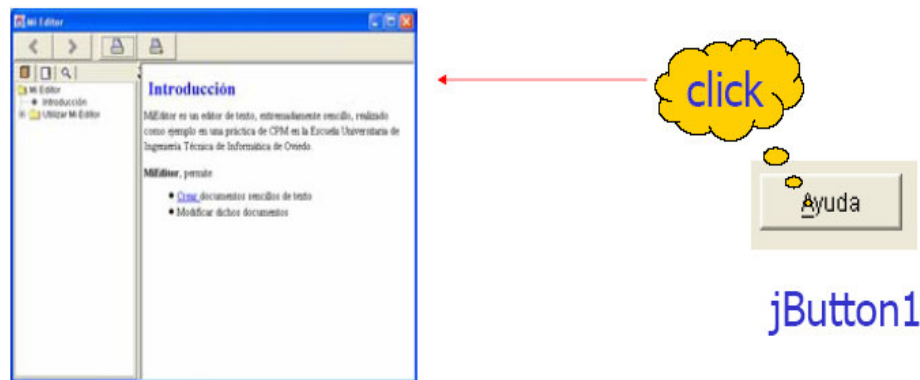 Mi Editor
Mi Editor
Introducción
Utilizar Mi Editor
Introducción
MiEditor es un editor de texto, extremadamente sencillo, realizado
como ejemplo en una práctica de CPM en la Escuela Universitaria de
Ingeniería Técnica de Informática de Oviedo.
MiEditor, permite
Crear documentos sencillos de texto
Modificar dichos documentos
click
Ayuda
jButton1